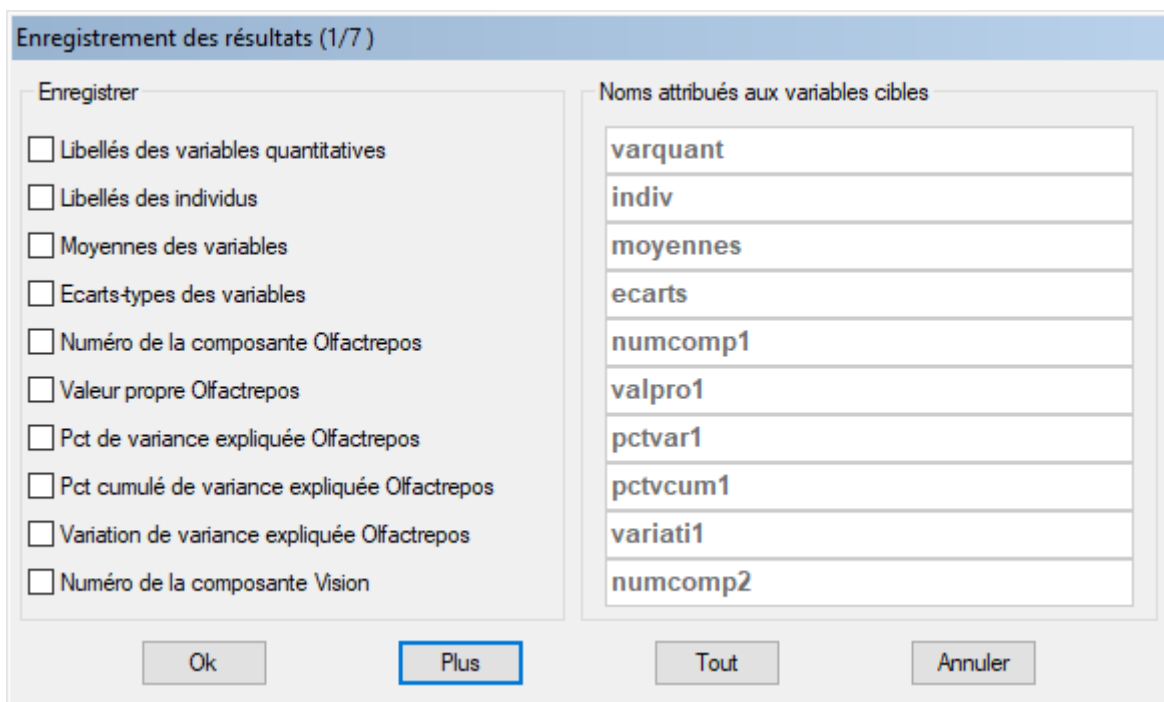 Enregistrement des résultats (1/7 )
Enregistrer
Noms attribués aux variables cibles
Libellés des variables quantitatives
varquant
Libellés des individus
indiv
Moyennes des variables
moyennes
Ecarts-types des variables
ecarts
Numéro de la composante Olfactrepos
numcomp1
Valeur propre Olfactrepos
valpro1
Pct de variance expliquée Olfactrepos
pctvar1
Pct cumulé de variance expliquée Olfactrepos
pctvcum1
Variation de variance expliquée Olfactrepos
variati1
Numéro de la composante Vision
numcomp2
Ok Plus Tout Annuler